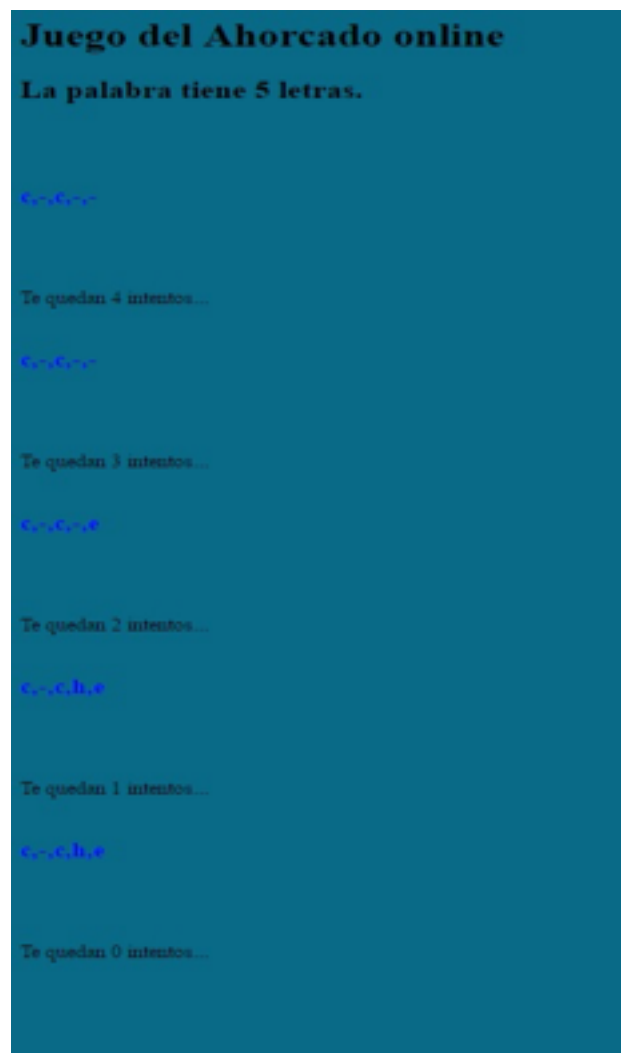 Juego del Ahorcado online
La palabra tiene 5 letras.
c,-,c,-,-
Te quedan 4 intentos...
c,-,c,-,-
Te quedan 3 intentos...
c,-,c,-,e
Te quedan 2 intentos...
c,-,c,h,e
Te quedan 1 intentos...
c,-,c,h,e
Te quedan 0 intentos...